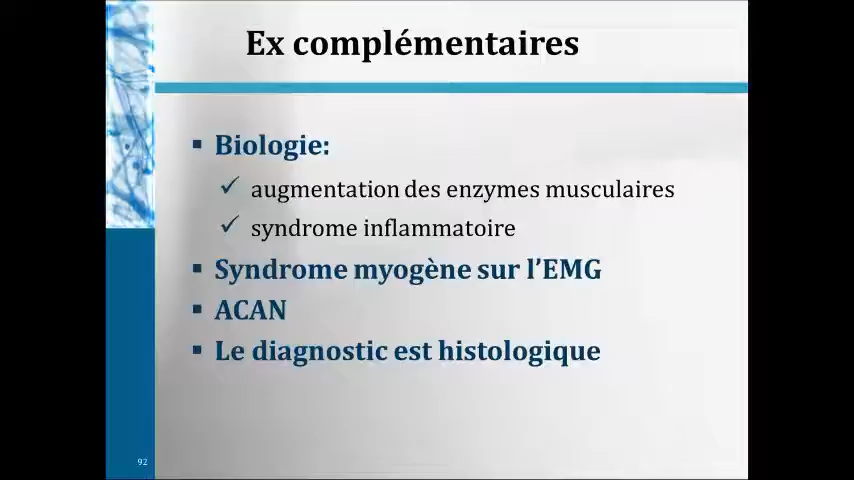 Ex complémentaires
▪ Biologie:
✓ augmentation des enzymes musculaires
✓ syndrome inflammatoire
▪ Syndrome myogène sur l’EMG
▪ ACAN
▪ Le diagnostic est histologique
92